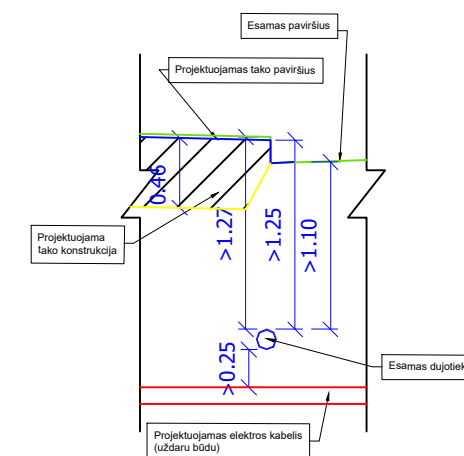 Esamas paviršius
Projektuojamas tako paviršius
0.46
>1.27
>1.25
>1.10
Projektuojama
tako konstrukcija
>0.25
Esamas dujotiek
Projektuojamas elektros kabelis
(uždaru būdu)